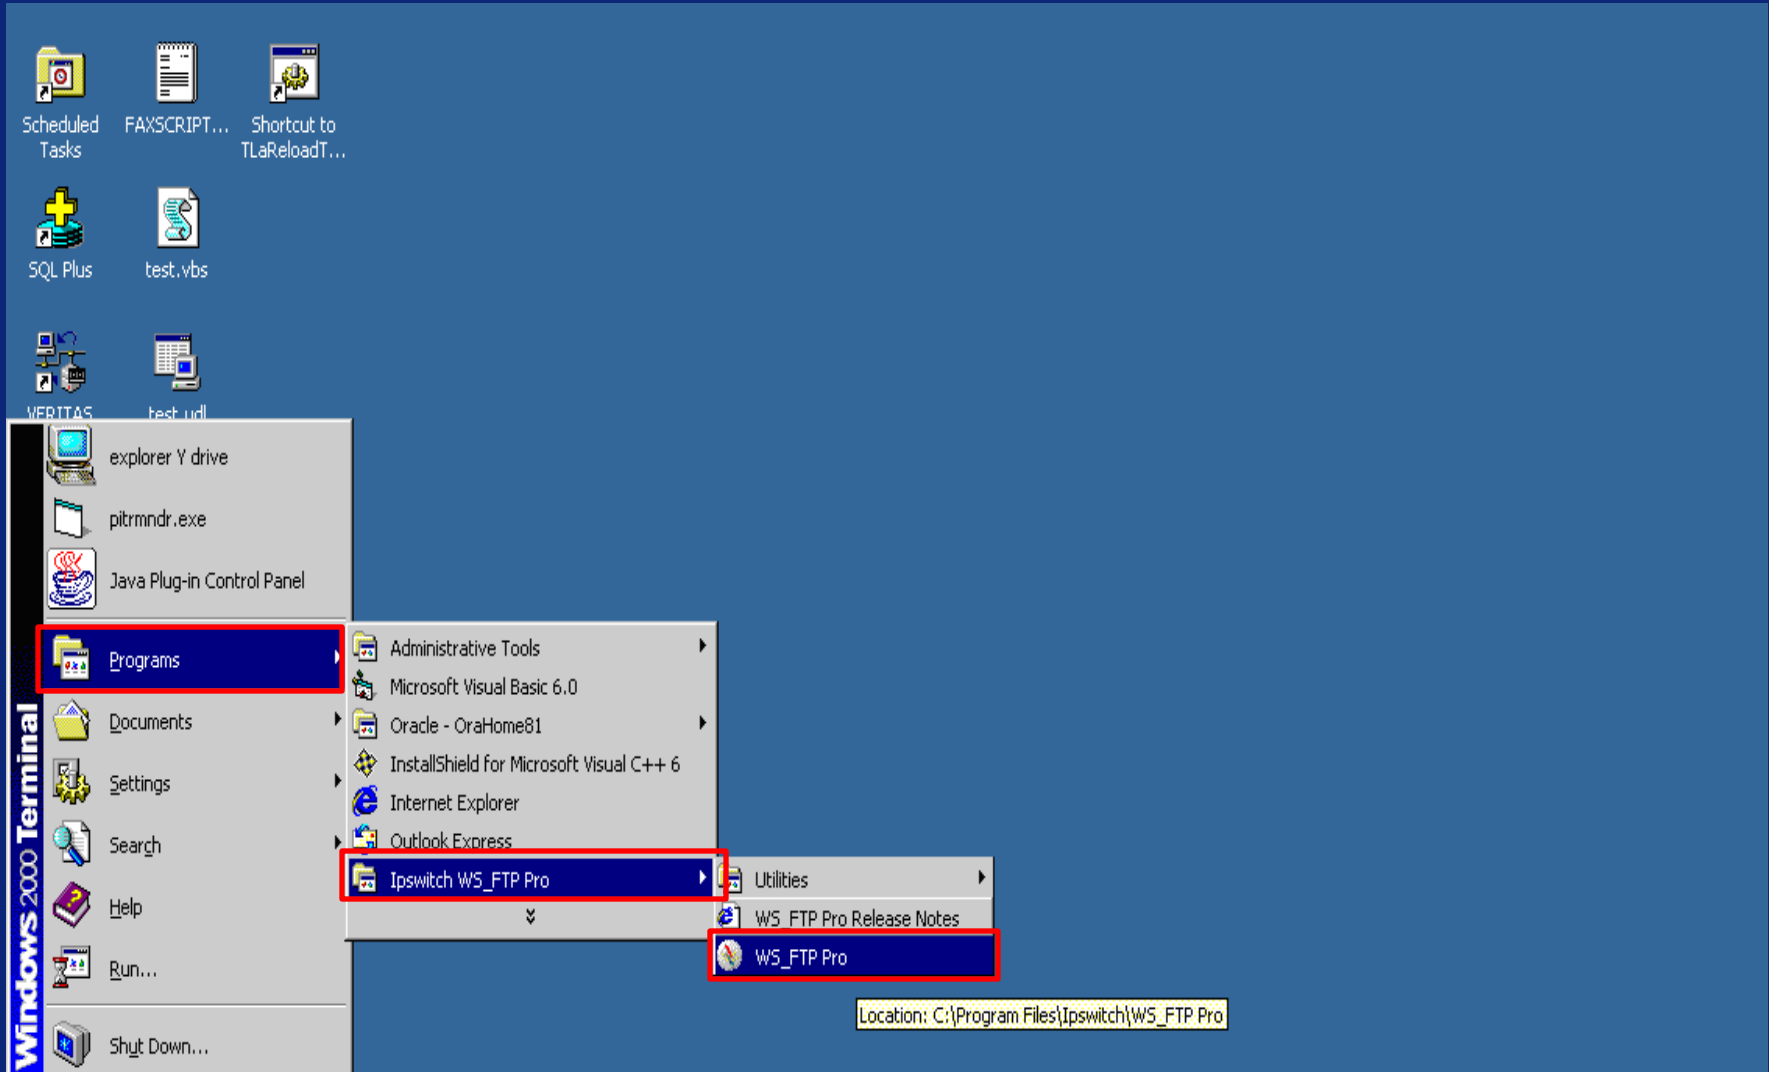 Scheduled
Tasks
FAXSCRIPT...
Shortcut to
TLaReloadT...
SQL Plus
test.vbs
VERITAS
test.udl
explorer Y drive
pitrmndr.exe
Java Plug-in Control Panel
Programs
Documents
Settings
Search
Help
Run...
Shut Down...
Windows 2000 Terminal
Administrative Tools
Microsoft Visual Basic 6.0
Oracle - OraHome81
InstallShield for Microsoft Visual C++ 6
Internet Explorer
Outlook Express
Ipswitch WS_FTP Pro
Utilities
WS_FTP Pro Release Notes
WS_FTP Pro
Location: C:\Program Files\Ipswitch\WS_FTP Pro